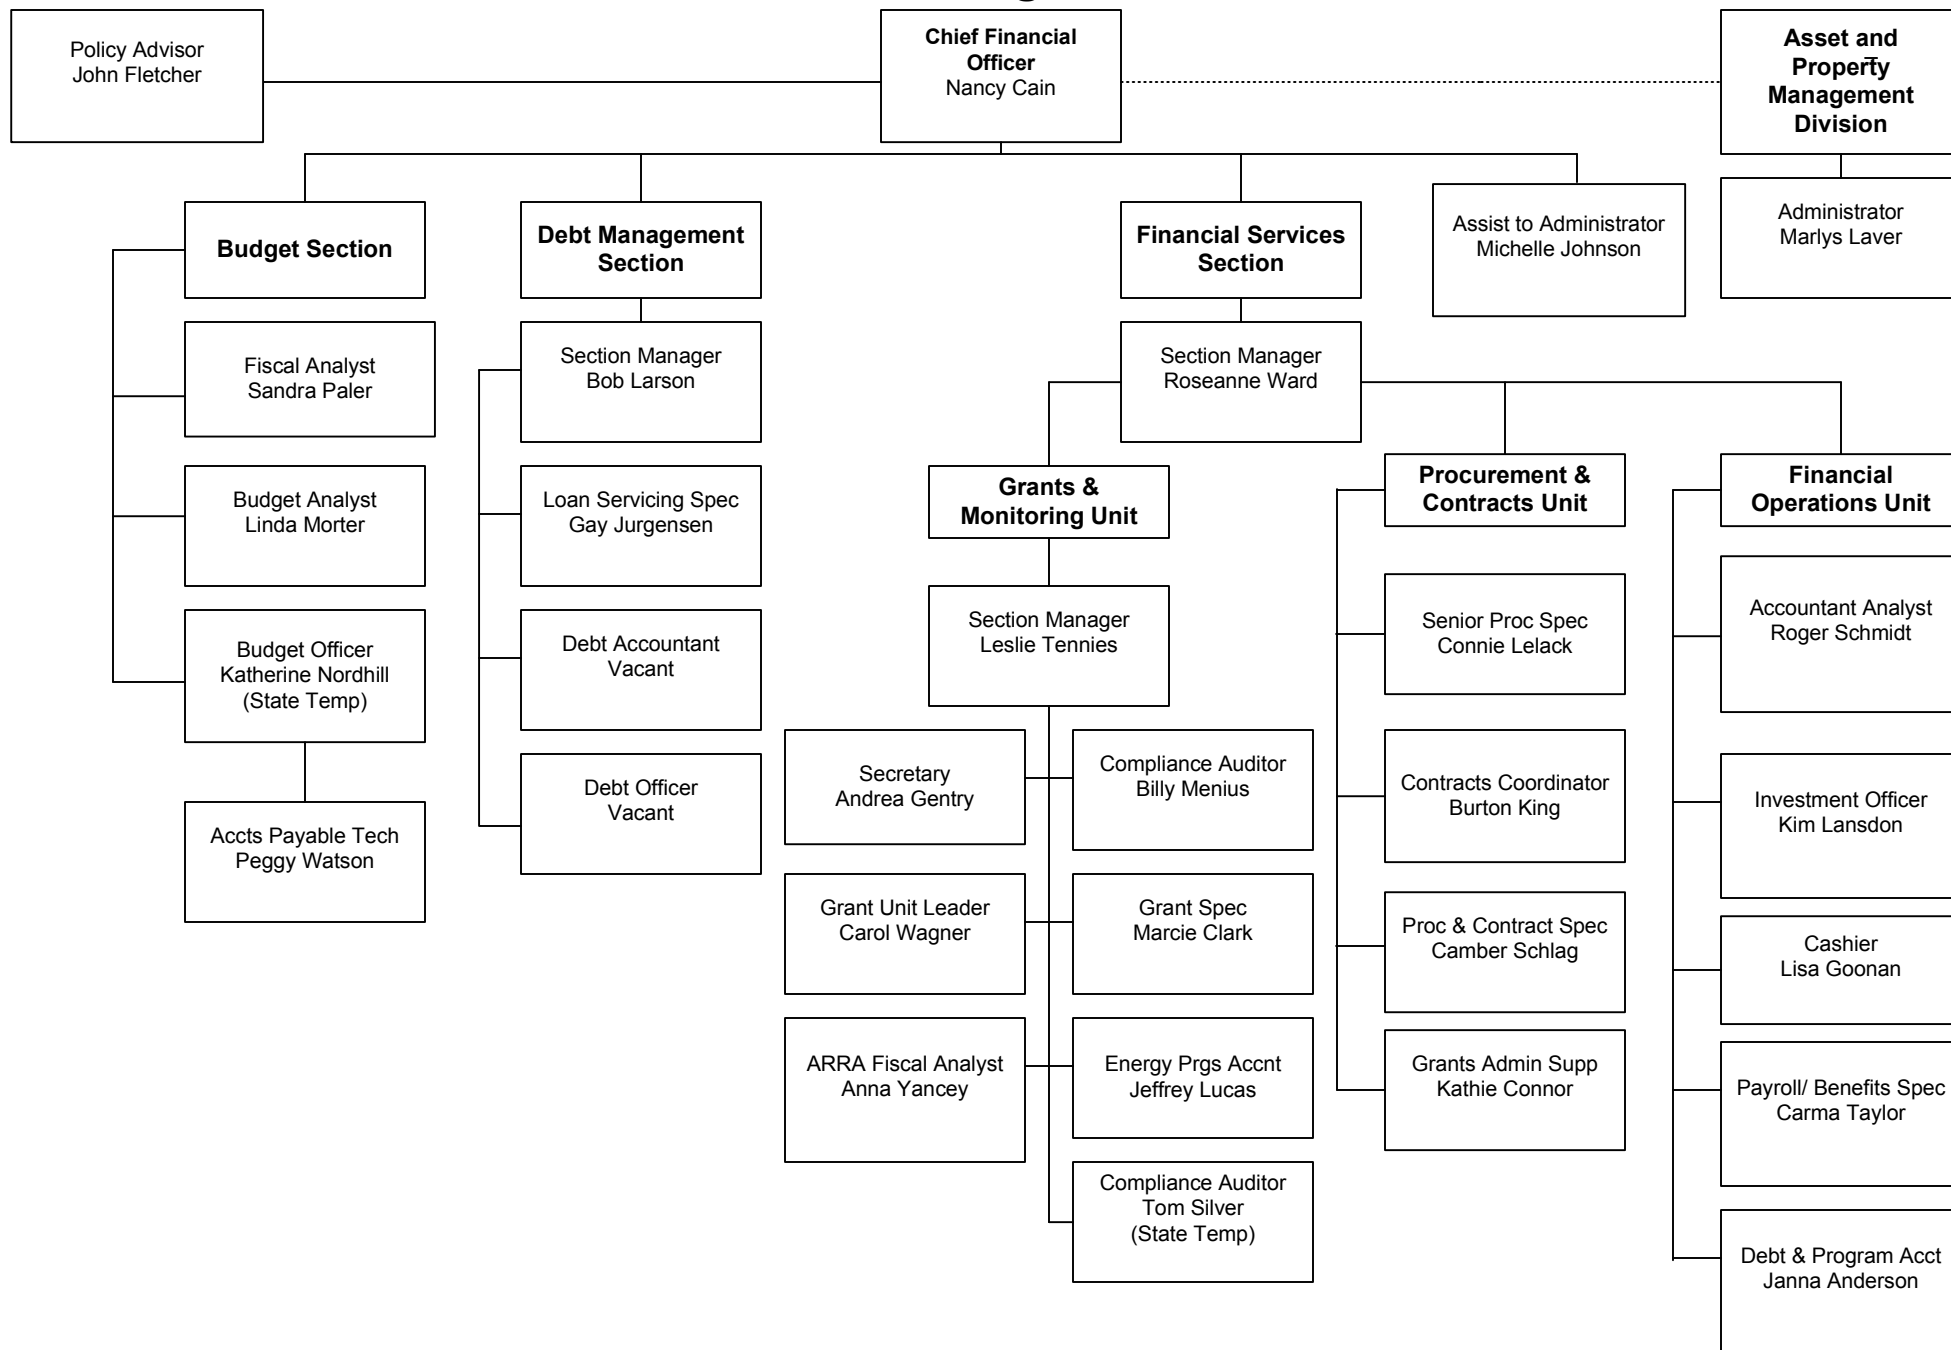 Policy Advisor
John Fletcher
Chief Financial
Officer
Nancy Cain
Asset and
Property
Management
Division
Administrator
Marlys Laver
Budget Section
Debt Management
Section
Financial Services
Section
Assist to Administrator
Michelle Johnson
Fiscal Analyst
Sandra Paler
Budget Analyst
Linda Morter
Budget Officer
Katherine Nordhill
(State Temp)
Accts Payable Tech
Peggy Watson
Section Manager
Bob Larson
Loan Servicing Spec
Gay Jurgensen
Debt Accountant
Vacant
Debt Officer
Vacant
Section Manager
Roseanne Ward
Grants &
Monitoring Unit
Section Manager
Leslie Tennies
Secretary
Andrea Gentry
Compliance Auditor
Billy Menius
Grant Unit Leader
Carol Wagner
Grant Spec
Marcie Clark
ARRA Fiscal Analyst
Anna Yancey
Energy Prgs Accnt
Jeffrey Lucas
Compliance Auditor
Tom Silver
(State Temp)
Procurement &
Contracts Unit
Senior Proc Spec
Connie Lelack
Contracts Coordinator
Burton King
Proc & Contract Spec
Camber Schlag
Grants Admin Supp
Kathie Connor
Financial
Operations Unit
Accountant Analyst
Roger Schmidt
Investment Officer
Kim Lansdon
Cashier
Lisa Goonan
Payroll/ Benefits Spec
Carma Taylor
Debt & Program Acct
Janna Anderson